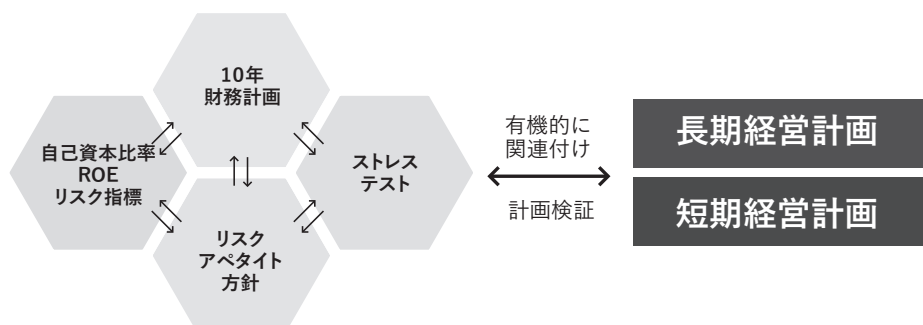 10年
財務計画
自己資本比率
ROE
リスク指標
ストレス
テスト
リスク
アペタイト
方針
有機的に
関連付け
計画検証
長期経営計画
短期経営計画